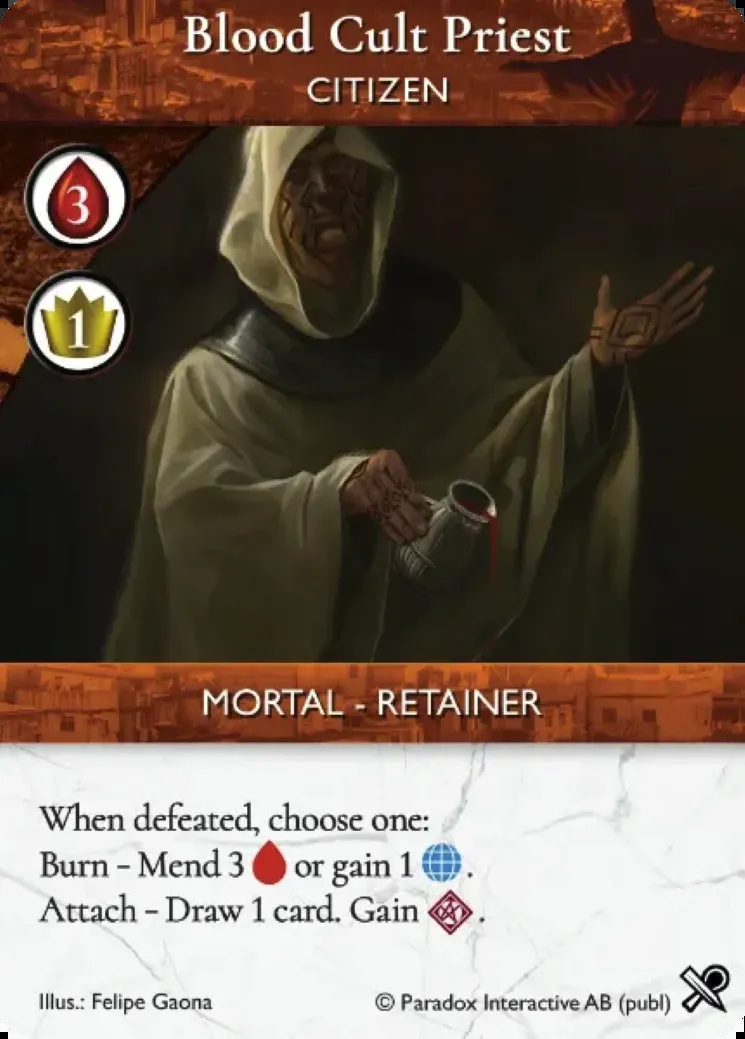 Blood Cult Priest
CITIZEN
3
1
MORTAL - RETAINER
When defeated, choose one:
Burn – Mend 3 or gain 1 .
Attach – Draw 1 card. Gain .
Illus.: Felipe Gaona
© Paradox Interactive AB (publ)